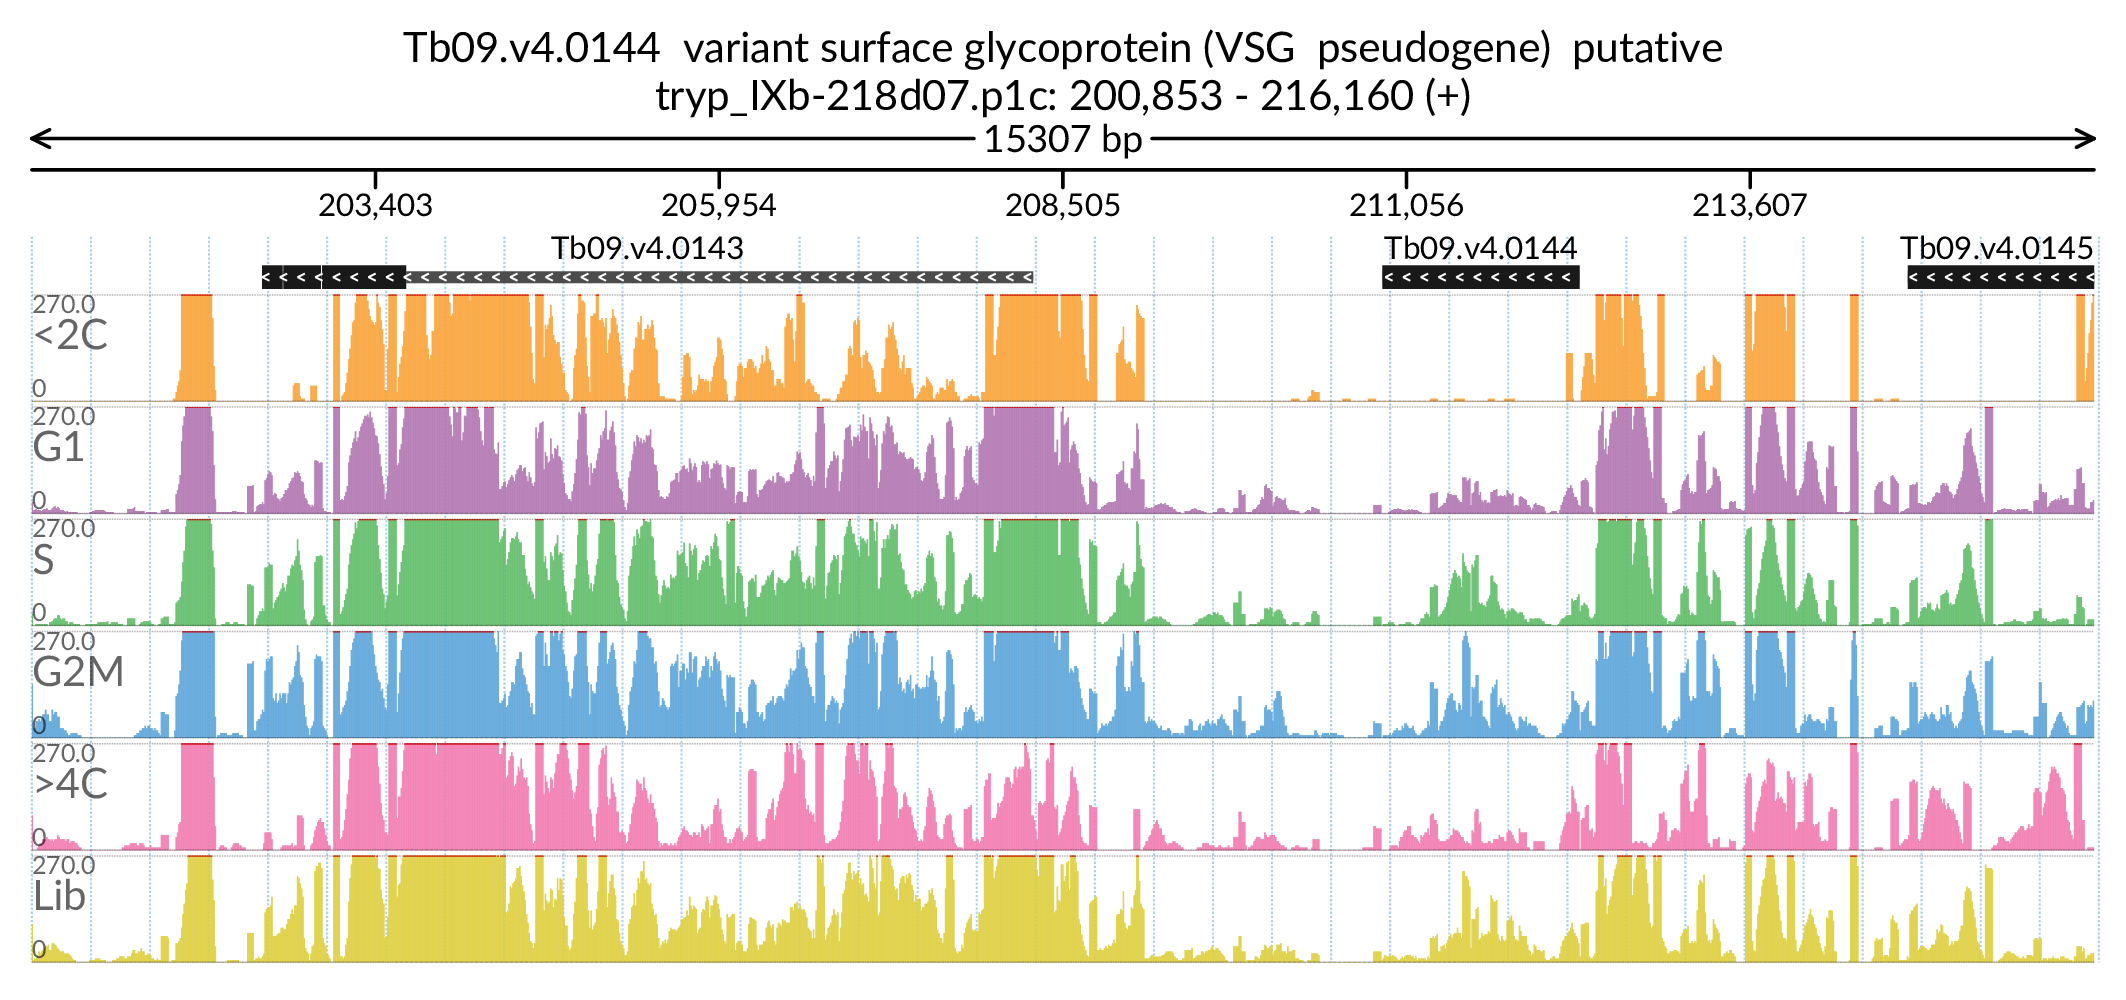 Tb09.v4.0144  variant surface glycoprotein (VSG  pseudogene)  putative
tryp_IXb-218d07.p1c: 200,853 - 216,160 (+)
15307 bp
203,403 205,954 208,505 211,056 213,607
Tb09.v4.0143 Tb09.v4.0144 Tb09.v4.0145
270.0
<2C
0
270.0
G1
0
270.0
S
0
270.0
G2M
0
270.0
>4C
0
270.0
Lib
0